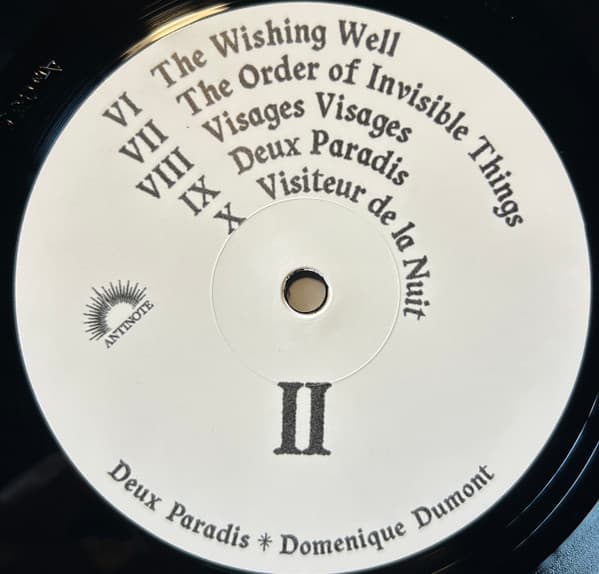 VI The Wishing Well
VII The Order of Invisible Things
VIII Visages Visages
IX Deux Paradis
X Visiteur de la Nuit
ANTINOTE
II
Deux Paradis * Domenique Dumont